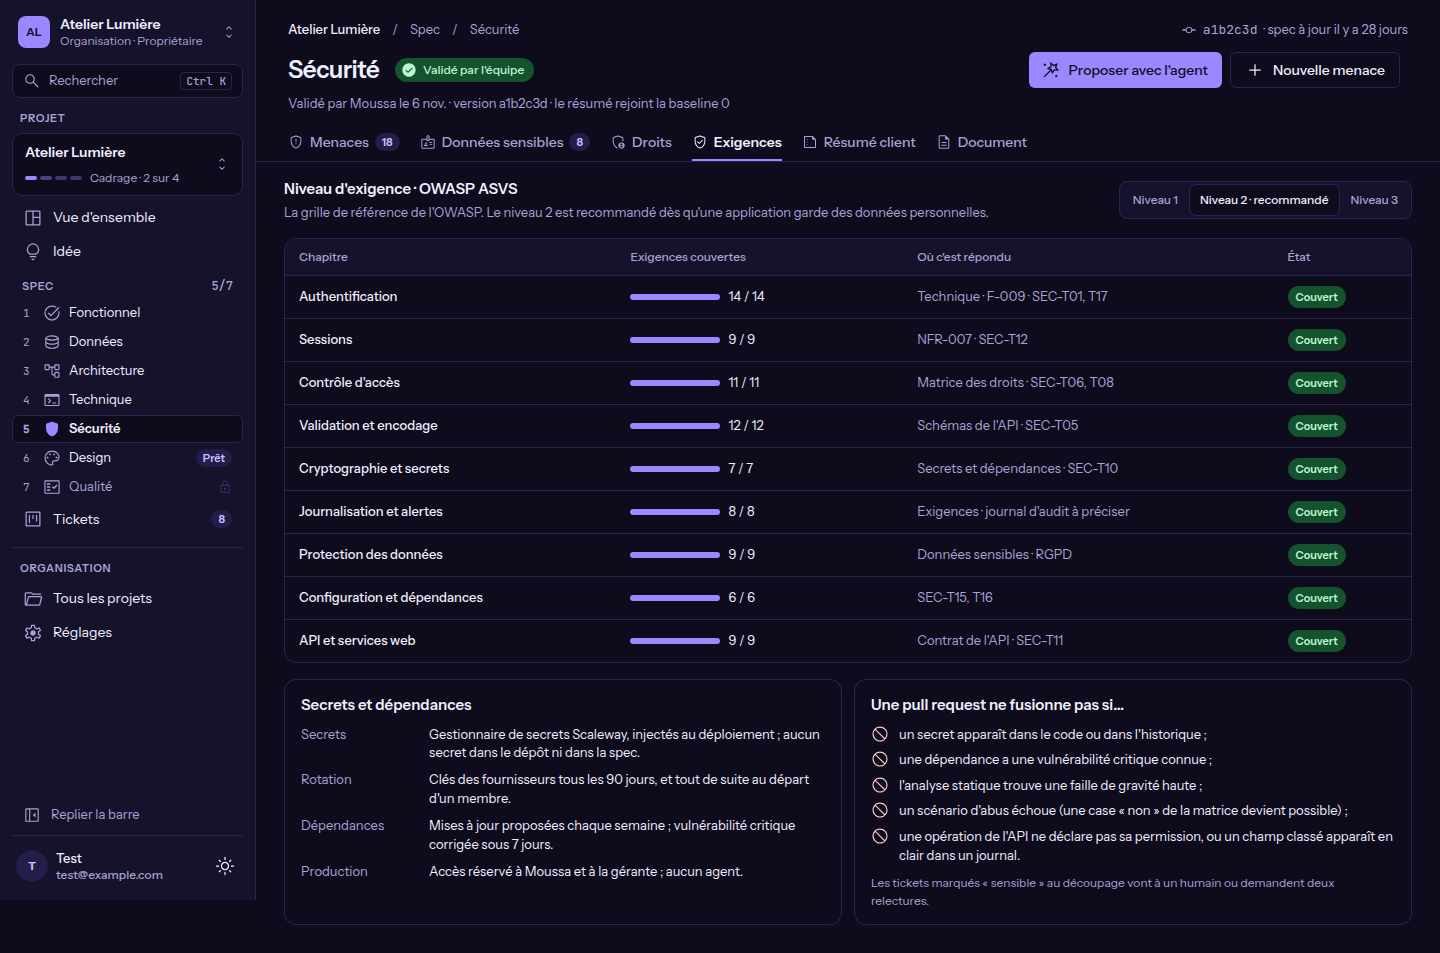 AL
Atelier Lumière
Organisation · Propriétaire
Rechercher
Ctrl K
PROJET
Atelier Lumière
Cadrage · 2 sur 4
Vue d'ensemble
Idée
SPEC 5/7
1 Fonctionnel
2 Données
3 Architecture
4 Technique
5 Sécurité
6 Design Prêt
7 Qualité
Tickets 8
ORGANISATION
Tous les projets
Réglages
Replier la barre
T
Test
test@example.com
Atelier Lumière / Spec / Sécurité
a1b2c3d · spec à jour il y a 28 jours
Sécurité
Validé par l'équipe
Proposer avec l'agent
Nouvelle menace
Validé par Moussa le 6 nov. · version a1b2c3d · le résumé rejoint la baseline 0
Menaces 18
Données sensibles 8
Droits
Exigences
Résumé client
Document
Niveau d'exigence · OWASP ASVS
La grille de référence de l'OWASP. Le niveau 2 est recommandé dès qu'une application garde des données personnelles.
Niveau 1
Niveau 2 · recommandé
Niveau 3
Chapitre Exigences couvertes Où c'est répondu État
Authentification 14 / 14 Technique · F-009 · SEC-T01, T17 Couvert
Sessions 9 / 9 NFR-007 · SEC-T12 Couvert
Contrôle d'accès 11 / 11 Matrice des droits · SEC-T06, T08 Couvert
Validation et encodage 12 / 12 Schémas de l'API · SEC-T05 Couvert
Cryptographie et secrets 7 / 7 Secrets et dépendances · SEC-T10 Couvert
Journalisation et alertes 8 / 8 Exigences · journal d'audit à préciser Couvert
Protection des données 9 / 9 Données sensibles · RGPD Couvert
Configuration et dépendances 6 / 6 SEC-T15, T16 Couvert
API et services web 9 / 9 Contrat de l'API · SEC-T11 Couvert
Secrets et dépendances
Secrets Gestionnaire de secrets Scaleway, injectés au déploiement ; aucun
secret dans le dépôt ni dans la spec.
Rotation Clés des fournisseurs tous les 90 jours, et tout de suite au départ
d'un membre.
Dépendances Mises à jour proposées chaque semaine ; vulnérabilité critique
corrigée sous 7 jours.
Production Accès réservé à Moussa et à la gérante ; aucun agent.
Une pull request ne fusionne pas si…
un secret apparaît dans le code ou dans l'historique ;
une dépendance a une vulnérabilité critique connue ;
l'analyse statique trouve une faille de gravité haute ;
un scénario d'abus échoue (une case « non » de la matrice devient possible) ;
une opération de l'API ne déclare pas sa permission, ou un champ classé apparaît en
clair dans un journal.
Les tickets marqués « sensible » au découpage vont à un humain ou demandent deux
relectures.